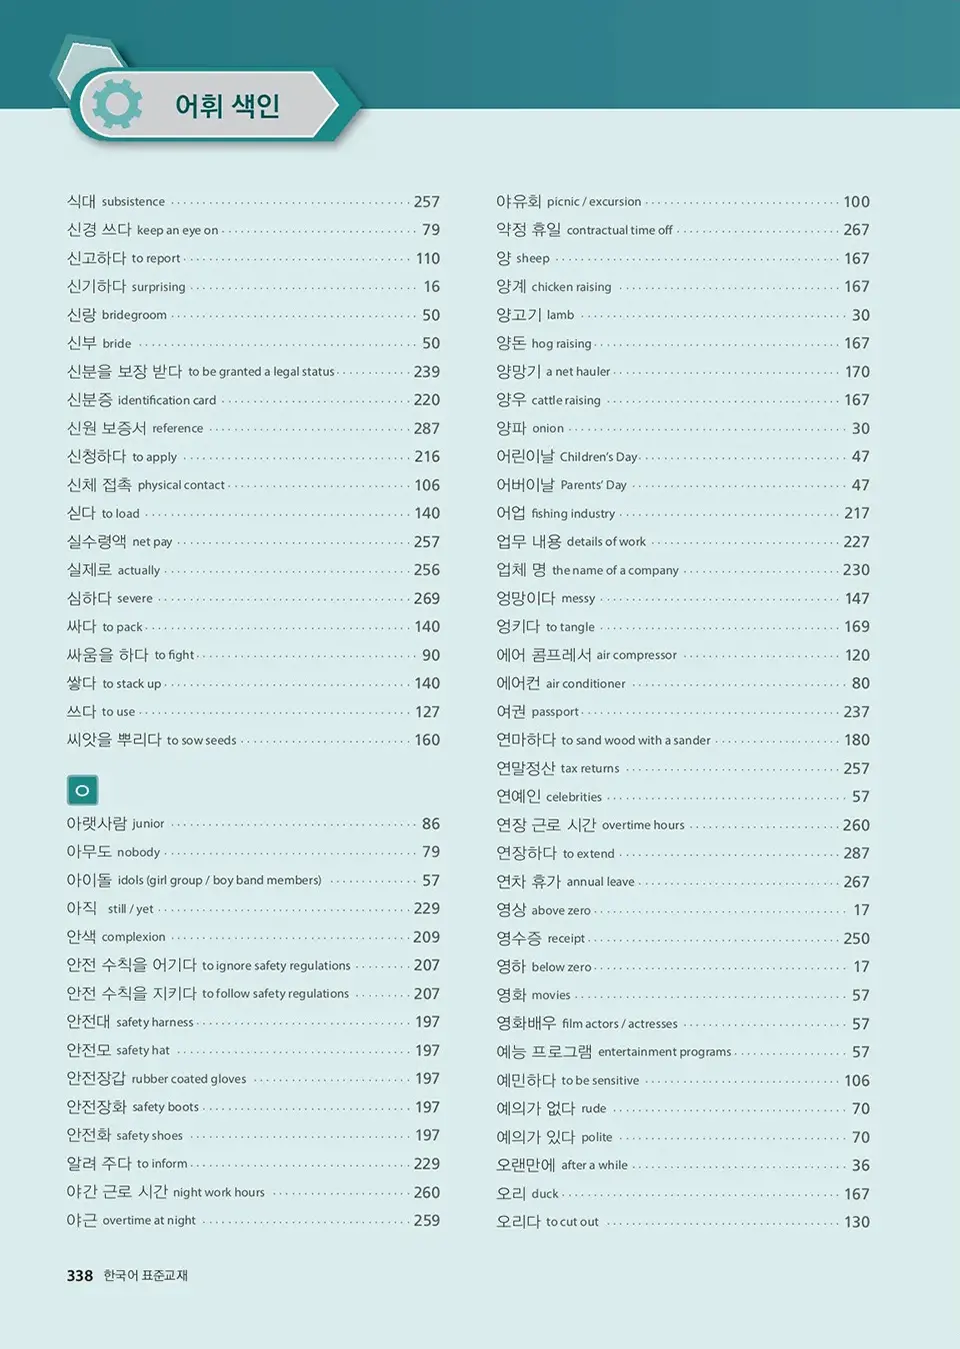 어휘 색인
식대 subsistence 257
신경 쓰다 keep an eye on 79
신고하다 to report 110
신기하다 surprising 16
신랑 bridegroom 50
신부 bride 50
신분을 보장 받다 to be granted a legal status 239
신분증 identification card 220
신원 보증서 reference 287
신청하다 to apply 216
신체 접촉 physical contact 106
싣다 to load 140
실수령액 net pay 257
실제로 actually 256
심하다 severe 269
싸다 to pack 140
싸움을 하다 to fight 90
쌓다 to stack up 140
쓰다 to use 127
씨앗을 뿌리다 to sow seeds 160
ㅇ
아랫사람 junior 86
아무도 nobody 79
아이돌 idols (girl group / boy band members) 57
아직 still / yet 229
안색 complexion 209
안전 수칙을 어기다 to ignore safety regulations 207
안전 수칙을 지키다 to follow safety regulations 207
안전대 safety harness 197
안전모 safety hat 197
안전장갑 rubber coated gloves 197
안전장화 safety boots 197
안전화 safety shoes 197
알려 주다 to inform 229
야간 근로 시간 night work hours 260
야근 overtime at night 259
야유회 picnic / excursion 100
약정 휴일 contractual time off 267
양 sheep 167
양계 chicken raising 167
양고기 lamb 30
양돈 hog raising 167
양망기 a net hauler 170
양우 cattle raising 167
양파 onion 30
어린이날 Children's Day 47
어버이날 Parents' Day 47
어업 fishing industry 217
업무 내용 details of work 227
업체 명 the name of a company 230
엉망이다 messy 147
엉키다 to tangle 169
에어 콤프레서 air compressor 120
에어컨 air conditioner 80
여권 passport 237
연마하다 to sand wood with a sander 180
연말정산 tax returns 257
연예인 celebrities 57
연장 근로 시간 overtime hours 260
연장하다 to extend 287
연차 휴가 annual leave 267
영상 above zero 17
영수증 receipt 250
영하 below zero 17
영화 movies 57
영화배우 film actors / actresses 57
예능 프로그램 entertainment programs 57
예민하다 to be sensitive 106
예의가 없다 rude 70
예의가 있다 polite 70
오랜만에 after a while 36
오리 duck 167
오리다 to cut out 130
338 한국어 표준교재